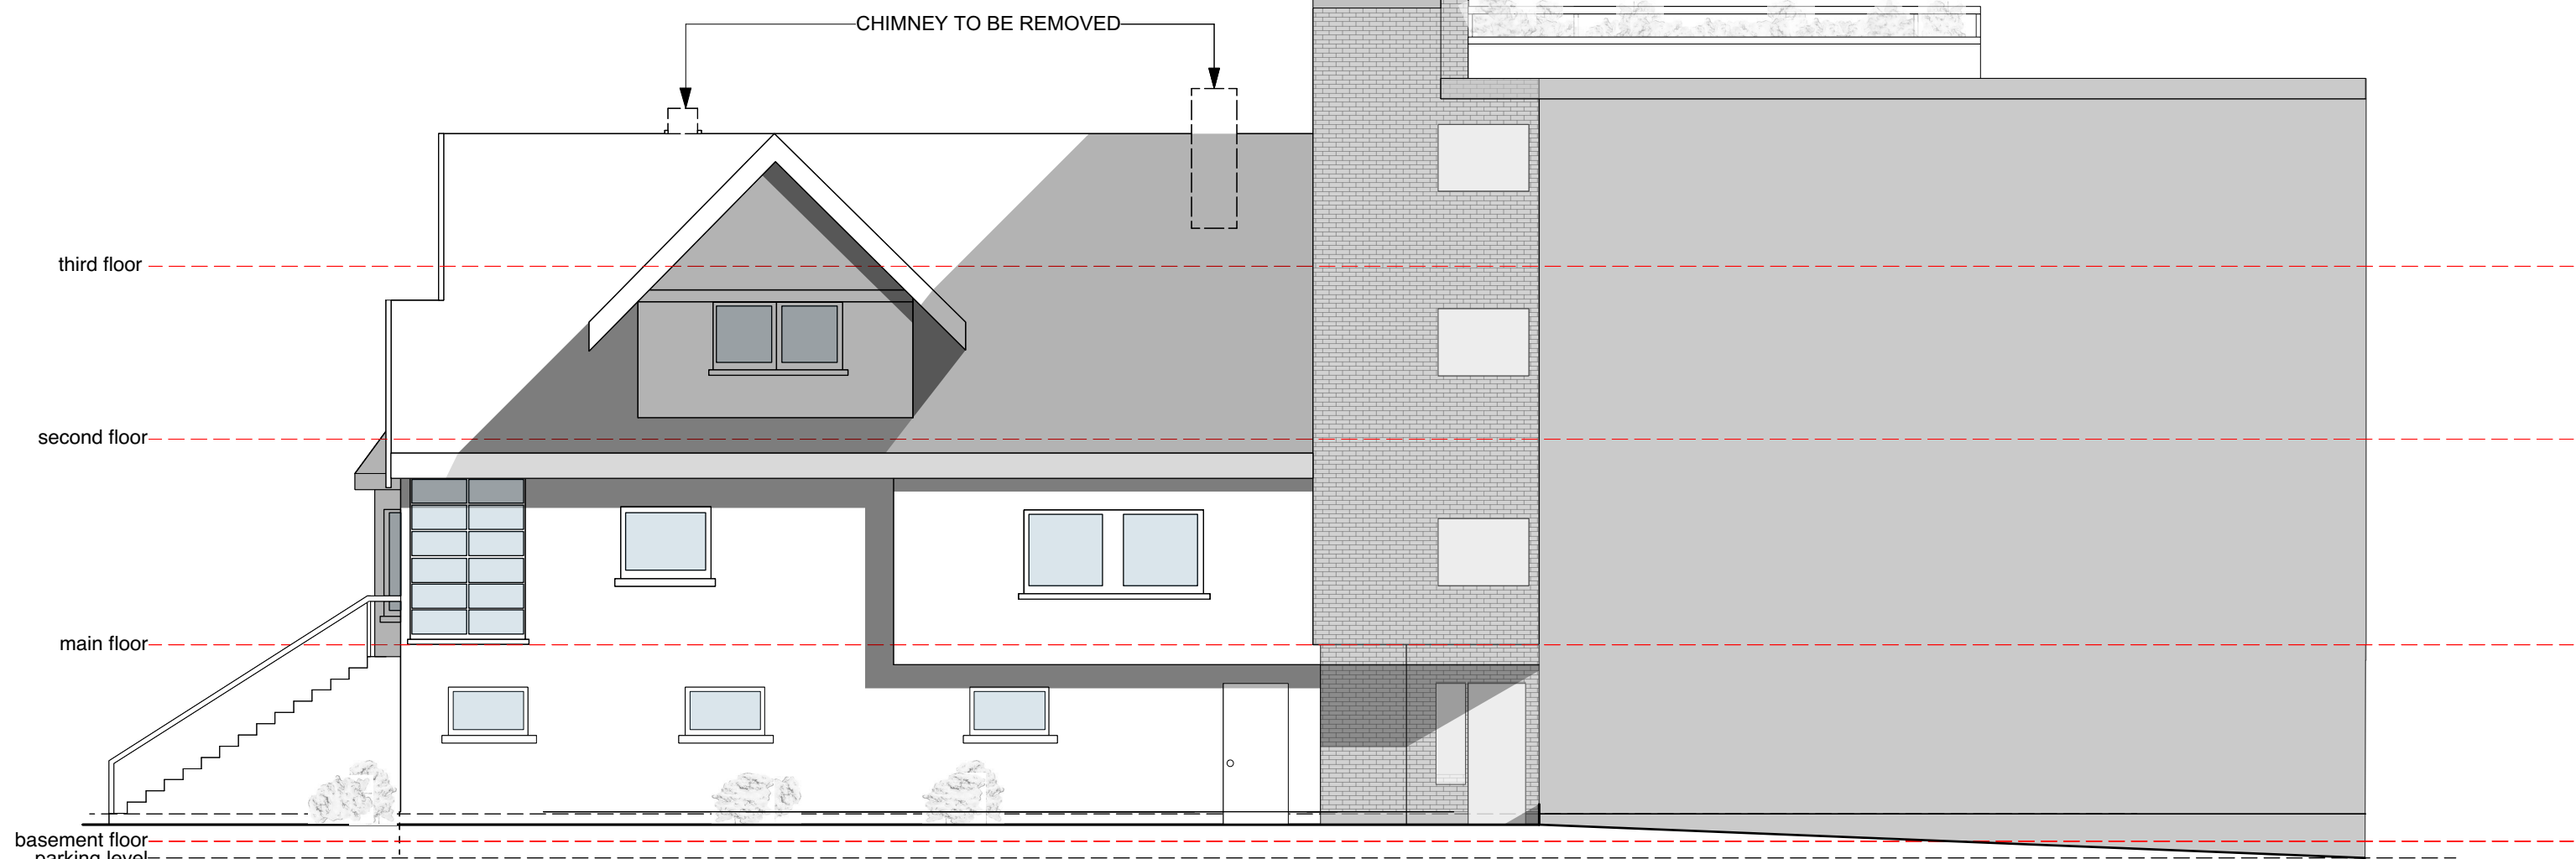 CHIMNEY TO BE REMOVED
third floor
second floor
main floor
basement floor
parking level